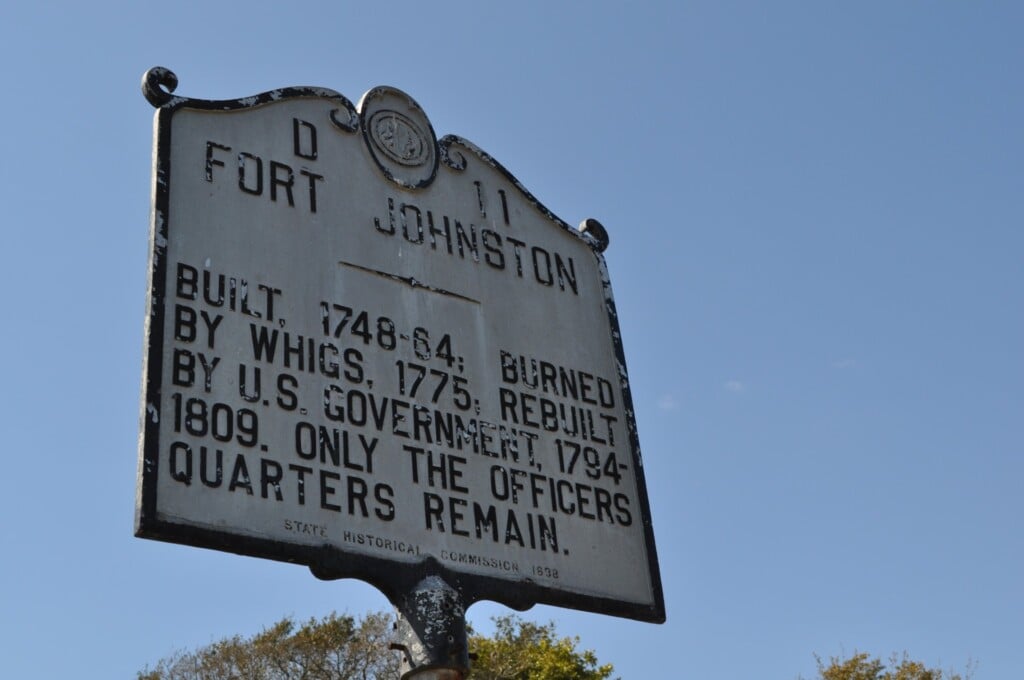 D 11
FORT JOHNSTON
BUILT, 1748-64; BURNED
BY WHIGS, 1775; REBUILT
BY U.S. GOVERNMENT, 1794-
1809. ONLY THE OFFICERS
QUARTERS REMAIN.
STATE HISTORICAL COMMISSION 1938